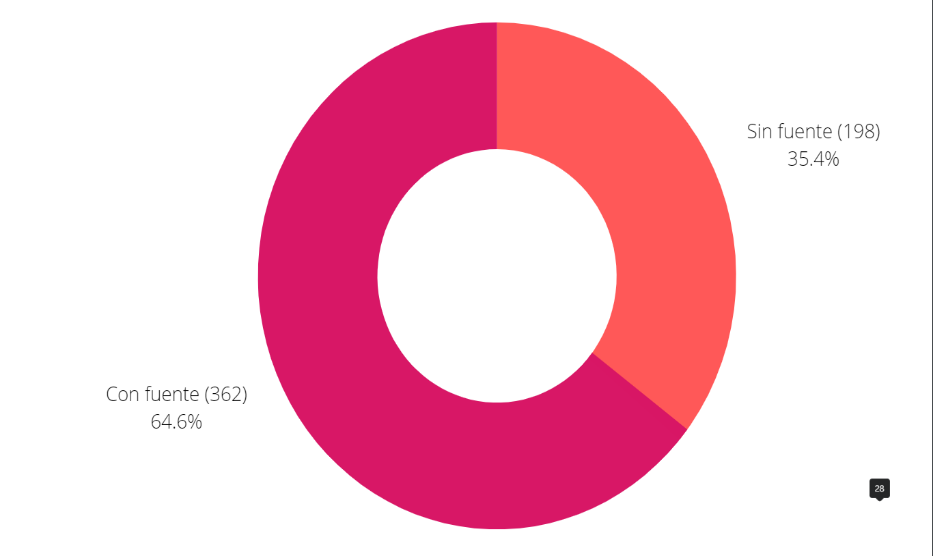 Sin fuente (198)
35.4%
Con fuente (362)
64.6%
28